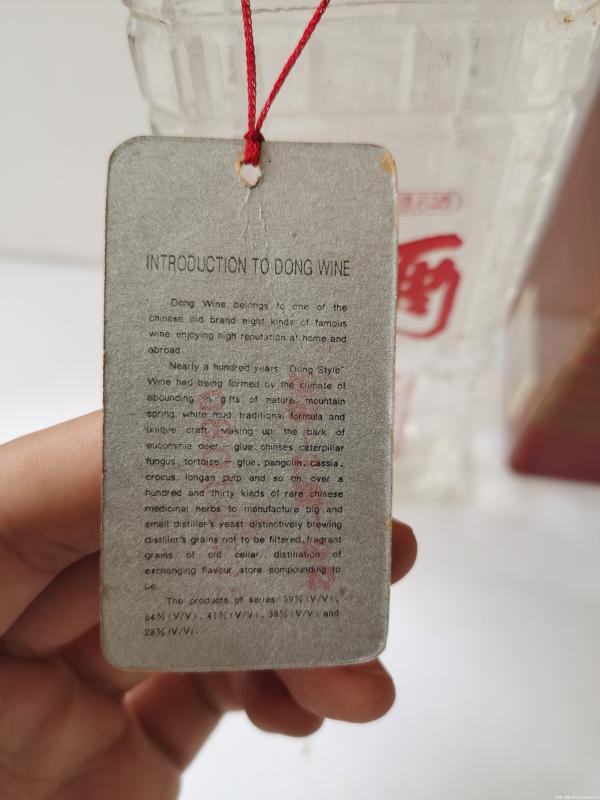 INTRODUCTION TO DONG WINE
Dong Wine belongs to one of the
chinese old brand eight kinds of famous
wine enjoying high reputation at home and
abroad.
Nearly a hundred years, Dong Style"
Wine had being formed by the climate of
abounding in gifts of nature, mountain
spring, white mud, traditional formula and
unique craft. Making up the bark of
eucommia deer—glue, chinses caterpillar
fungus, tortoize—glue, pangolin, cassia,
crocus, longan pulp and so on over a
hundred and thirty kinds of rare chinese
medicinal herbs to manufacture big and
small distiller's yeast distinctively brewing
distiller's grains not to be filtered, fragrant
grains of old cellar, distillation of
exchanging flavour, store compounding to
be.
The products of series 59%(V/V),
54%(V/V), 41%(V/V), 38%(V/V) and
28%(V/V).
酒